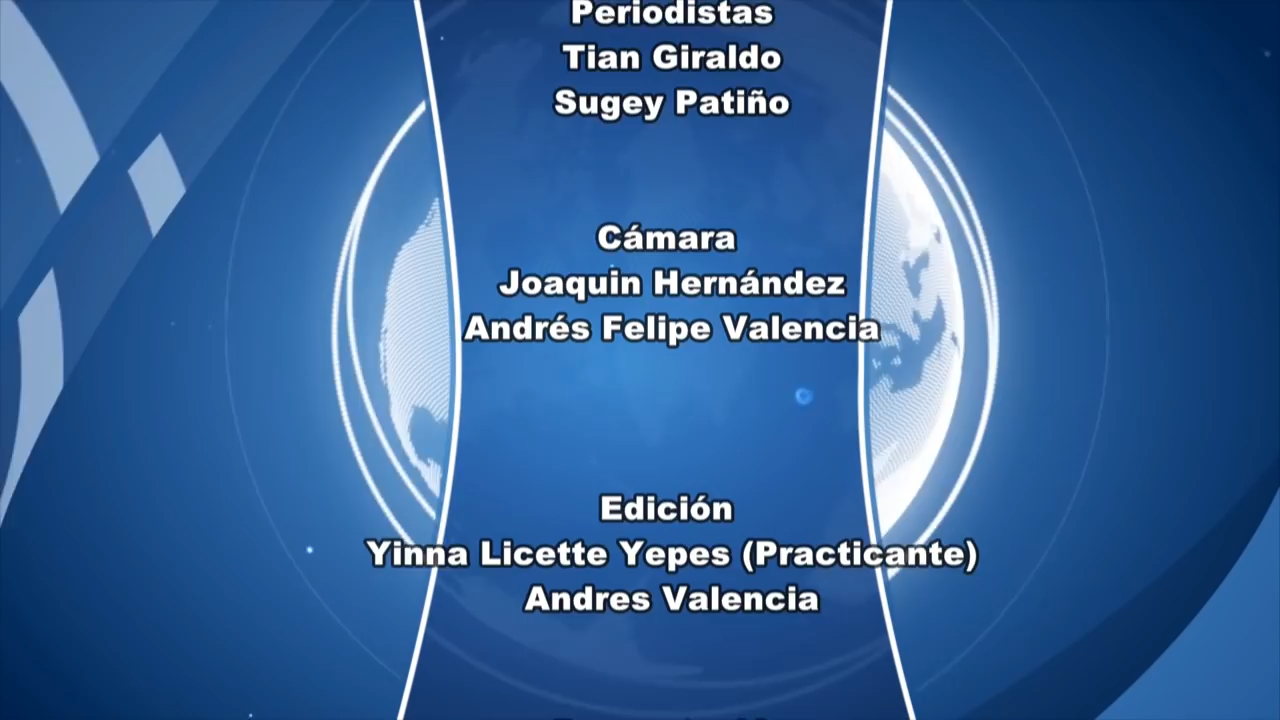 Periodistas
Tian Giraldo
Sugey Patiño
Cámara
Joaquin Hernández
Andrés Felipe Valencia
Edición
Yinna Licette Yepes (Practicante)
Andres Valencia